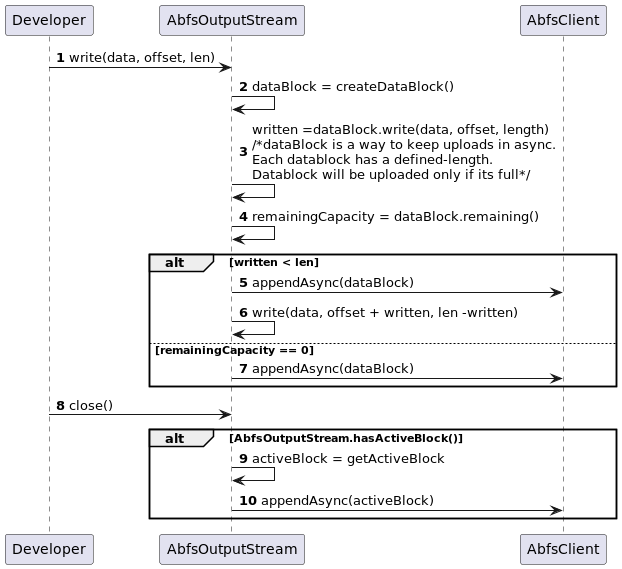 Developer AbfsOutputStream AbfsClient
1 write(data, offset, len)
2 dataBlock = createDataBlock()
written =dataBlock.write(data, offset, length)
3 /*dataBlock is a way to keep uploads in async.
Each datablock has a defined-length.
Datablock will be uploaded only if its full*/
4 remainingCapacity = dataBlock.remaining()
alt [written < len]
5 appendAsync(dataBlock)
6 write(data, offset + written, len -written)
[remainingCapacity == 0]
7 appendAsync(dataBlock)
8 close()
alt [AbfsOutputStream.hasActiveBlock()]
9 activeBlock = getActiveBlock
10 appendAsync(activeBlock)
Developer AbfsOutputStream AbfsClient